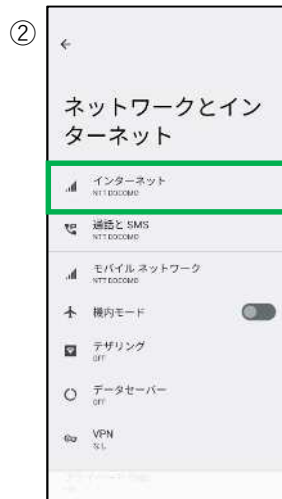 ②
←
ネットワークとイン
ターネット
インターネット
NTT DOCOMO
通話と SMS
NTT DOCOMO
モバイル ネットワーク
NTT DOCOMO
機内モード
テザリング
OFF
データセーバー
OFF
VPN
なし